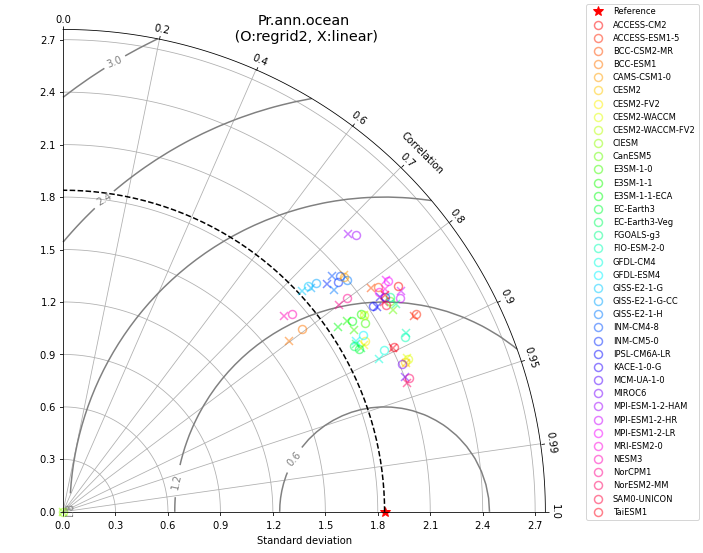 Pr.ann.ocean
(O:regrid2, X:linear)
0.0
0.2
0.4
0.6
0.7
0.8
0.9
0.95
0.99
1.0
Correlation
2.7
2.4
2.1
1.8
1.5
1.2
0.9
0.6
0.3
0.0
3.0
2.4
1.2
0.6
0.0
0.3
0.6
0.9
1.2
1.5
1.8
2.1
2.4
2.7
Standard deviation
Reference
ACCESS-CM2
ACCESS-ESM1-5
BCC-CSM2-MR
BCC-ESM1
CAMS-CSM1-0
CESM2
CESM2-FV2
CESM2-WACCM
CESM2-WACCM-FV2
CIESM
CanESM5
E3SM-1-0
E3SM-1-1
E3SM-1-1-ECA
EC-Earth3
EC-Earth3-Veg
FGOALS-g3
FIO-ESM-2-0
GFDL-CM4
GFDL-ESM4
GISS-E2-1-G
GISS-E2-1-G-CC
GISS-E2-1-H
INM-CM4-8
INM-CM5-0
IPSL-CM6A-LR
KACE-1-0-G
MCM-UA-1-0
MIROC6
MPI-ESM-1-2-HAM
MPI-ESM1-2-HR
MPI-ESM1-2-LR
MRI-ESM2-0
NESM3
NorCPM1
NorESM2-MM
SAM0-UNICON
TaiESM1